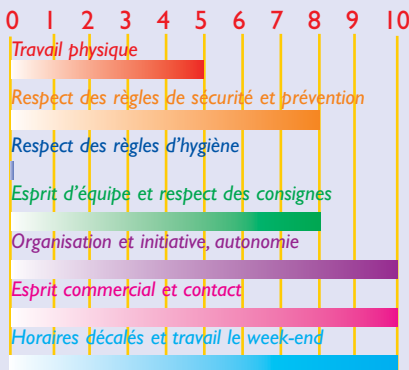 0 1 2 3 4 5 6 7 8 9 10
Travail physique
Respect des règles de sécurité et prévention
Respect des règles d'hygiène
Esprit d'équipe et respect des consignes
Organisation et initiative, autonomie
Esprit commercial et contact
Horaires décalés et travail le week-end